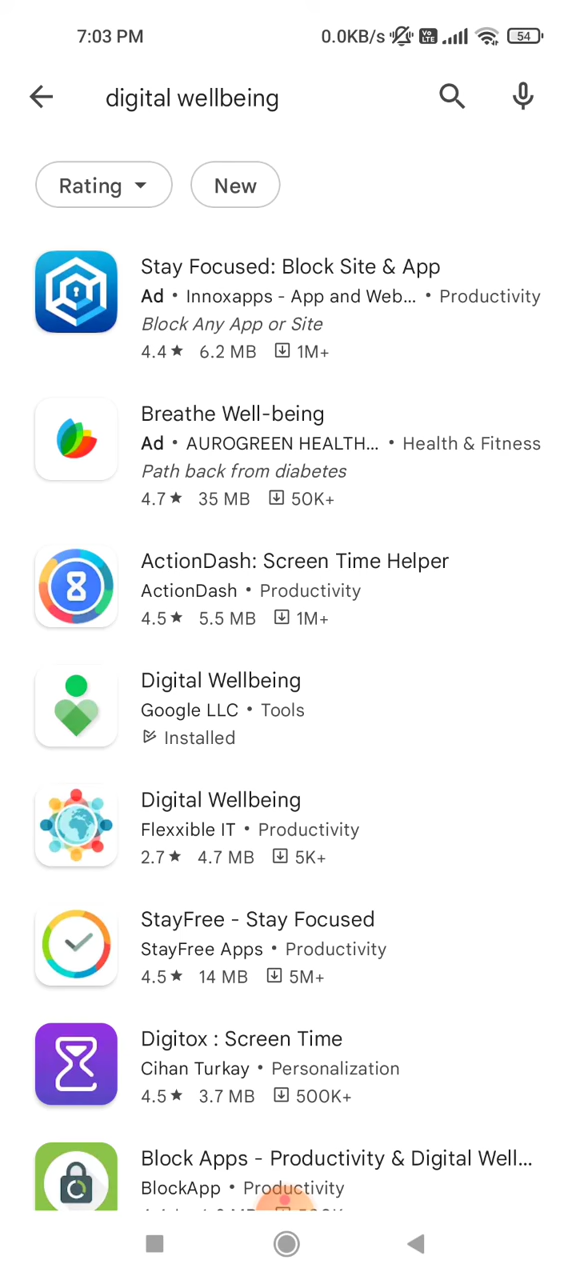 7:03 PM 0.0KB/s Vo LTE 54
digital wellbeing
Rating New
Stay Focused: Block Site & App
Ad • Innoxapps - App and Web... • Productivity
Block Any App or Site
4.4★ 6.2 MB 1M+
Breathe Well-being
Ad • AUROGREEN HEALTH... • Health & Fitness
Path back from diabetes
4.7★ 35 MB 50K+
ActionDash: Screen Time Helper
ActionDash • Productivity
4.5★ 5.5 MB 1M+
Digital Wellbeing
Google LLC • Tools
Installed
Digital Wellbeing
Flexxible IT • Productivity
2.7★ 4.7 MB 5K+
StayFree - Stay Focused
StayFree Apps • Productivity
4.5★ 14 MB 5M+
Digitox : Screen Time
Cihan Turkay • Personalization
4.5★ 3.7 MB 500K+
Block Apps - Productivity & Digital Well...
BlockApp • Productivity